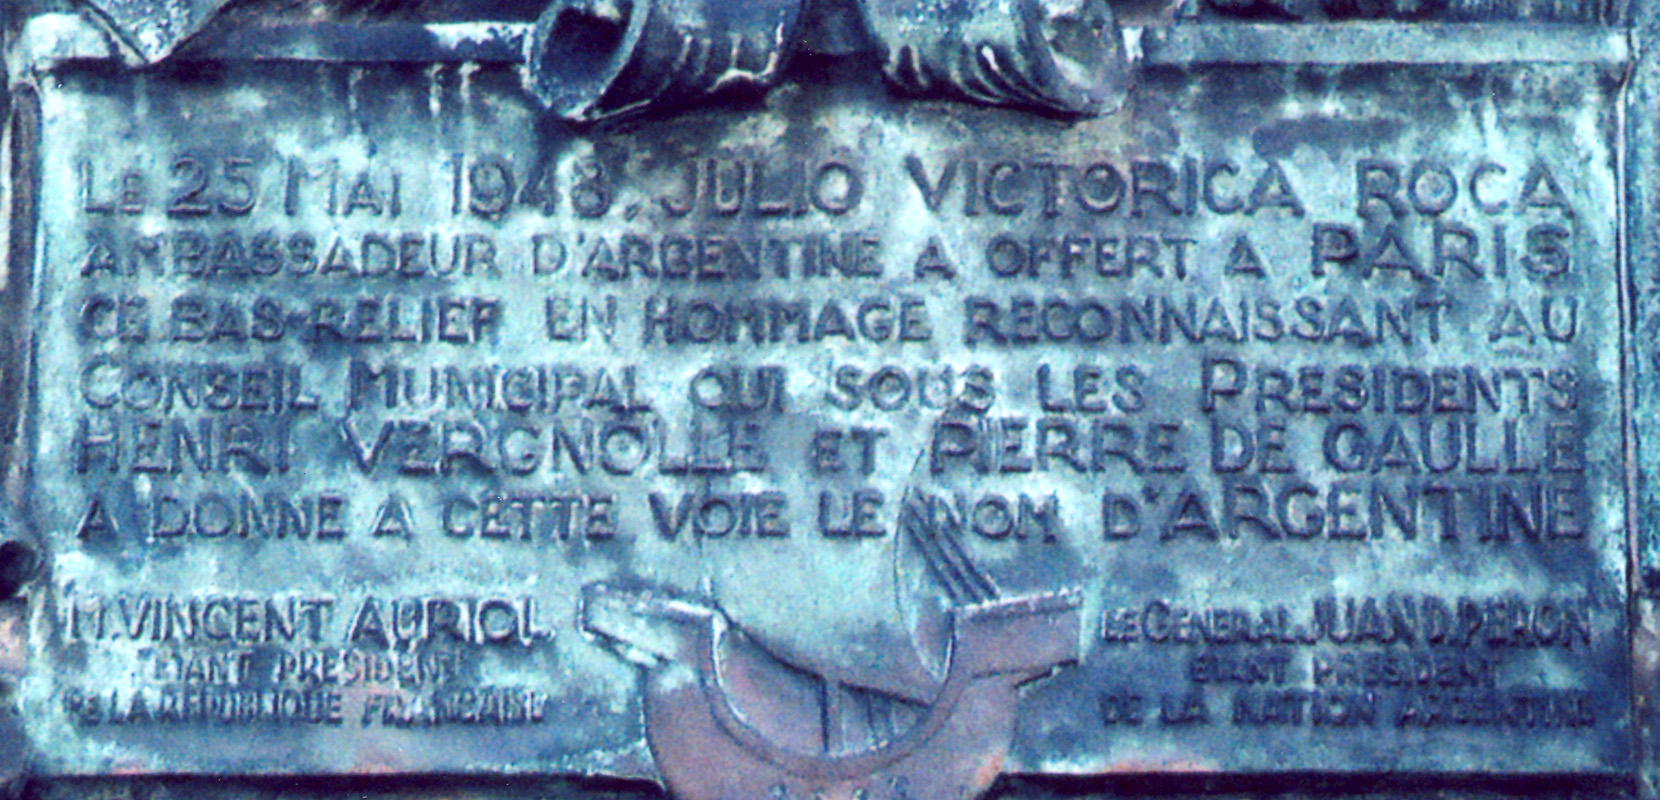 LE 25 MAI 1948, JULIO VICTORICA ROCA
AMBASSADEUR D'ARGENTINE A OFFERT A PARIS
CE BAS-RELIEF EN HOMMAGE RECONNAISSANT AU
CONSEIL MUNICIPAL QUI SOUS LES PRESIDENTS
HENRI VERGNOLLE ET PIERRE DE GAULLE
A DONNE A CETTE VOIE LE NOM D'ARGENTINE
M.VINCENT AURIOL
ETANT PRESIDENT
DE LA REPUBLIQUE FRANCAISE
LE GENERAL JUAN D. PERON
ETANT PRESIDENT
DE LA NATION ARGENTINE